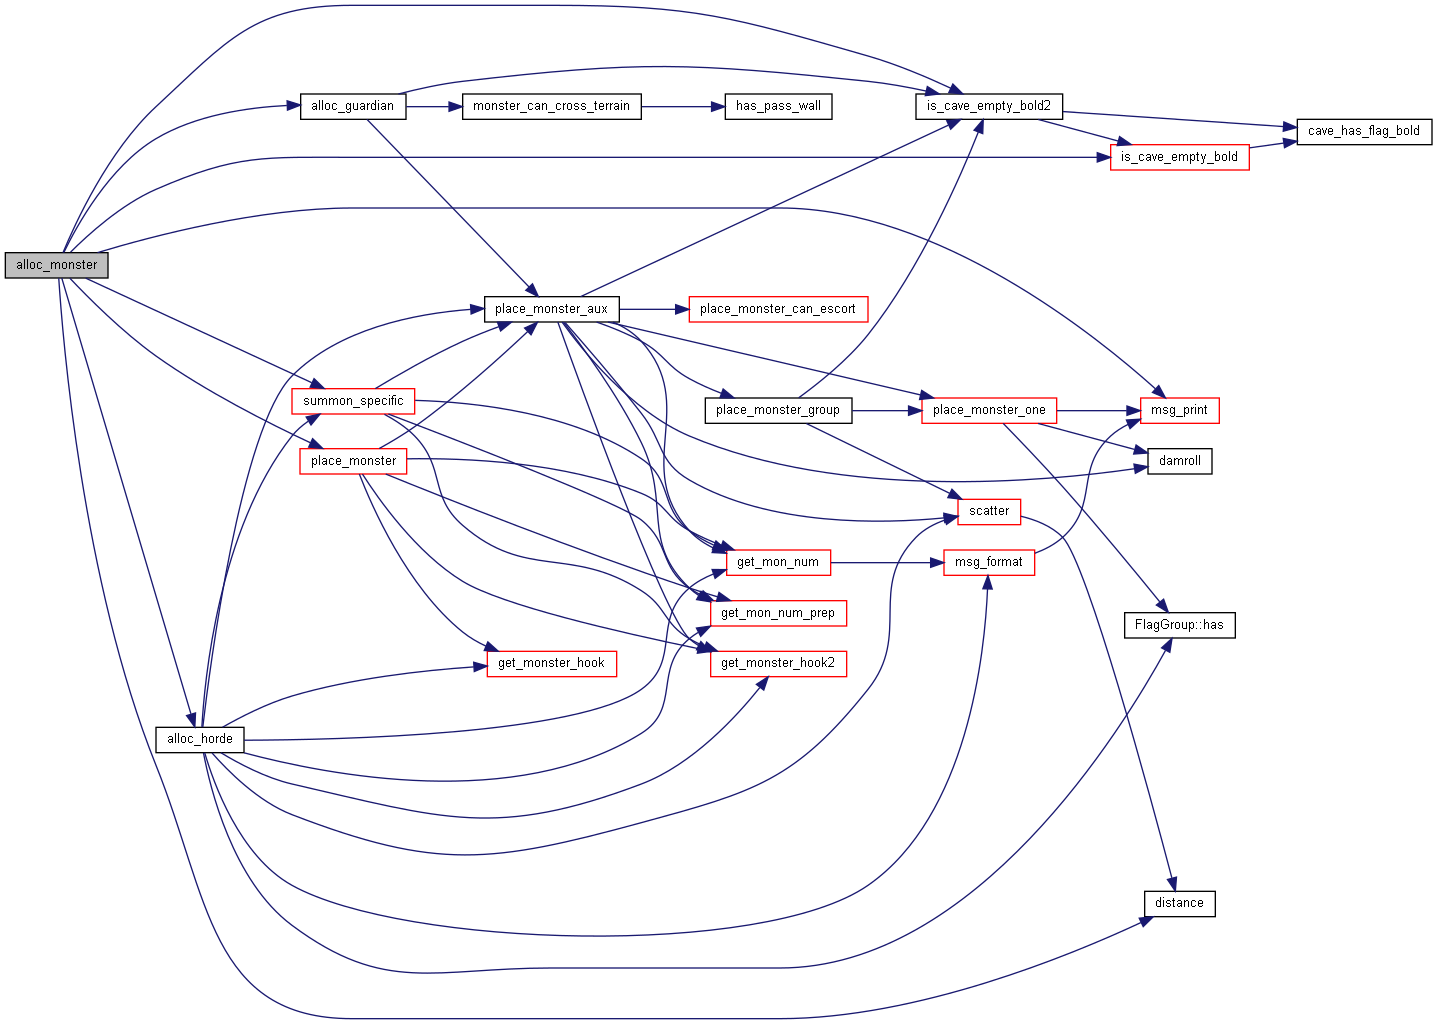 alloc_guardian
monster_can_cross_terrain
has_pass_wall
is_cave_empty_bold2
cave_has_flag_bold
is_cave_empty_bold
alloc_monster
place_monster_aux
place_monster_can_escort
summon_specific
place_monster_group
place_monster_one
msg_print
place_monster
damroll
scatter
get_mon_num
msg_format
get_mon_num_prep
FlagGroup::has
get_monster_hook
get_monster_hook2
alloc_horde
distance